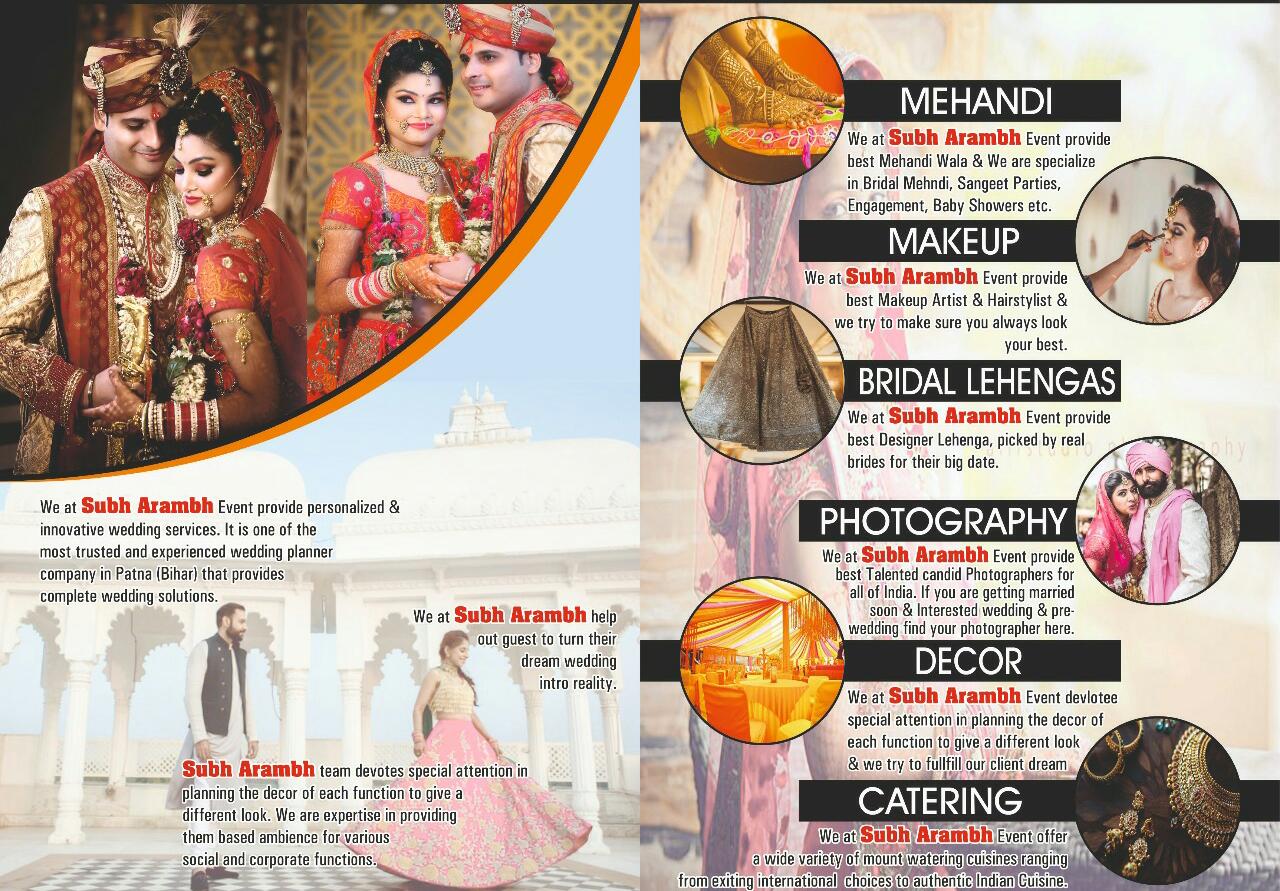 We at Subh Arambh Event provide personalized &
innovative wedding services. It is one of the
most trusted and experienced wedding planner
company in Patna (Bihar) that provides
complete wedding solutions.
We at Subh Arambh help
out guest to turn their
dream wedding
intro reality.
Subh Arambh team devotes special attention in
planning the decor of each function to give a
different look. We are expertise in providing
them based ambience for various
social and corporate functions.
MEHANDI
We at Subh Arambh Event provide
best Mehandi Wala & We are specialize
in Bridal Mehndi, Sangeet Parties,
Engagement, Baby Showers etc.
MAKEUP
We at Subh Arambh Event provide
best Makeup Artist & Hairstylist &
we try to make sure you always look
your best.
BRIDAL LEHENGAS
We at Subh Arambh Event provide
best Designer Lehenga, picked by real
brides for their big date.
PHOTOGRAPHY
We at Subh Arambh Event provide
best Talented candid Photographers for
all of India. If you are getting married
soon & Interested wedding & pre-
wedding find your photographer here.
DECOR
We at Subh Arambh Event devlotee
special attention in planning the decor of
each function to give a different look
& we try to fullfill our client dream
CATERING
We at Subh Arambh Event offer
a wide variety of mount watering cuisines ranging
from exiting international choices to authentic Indian Cuisine.